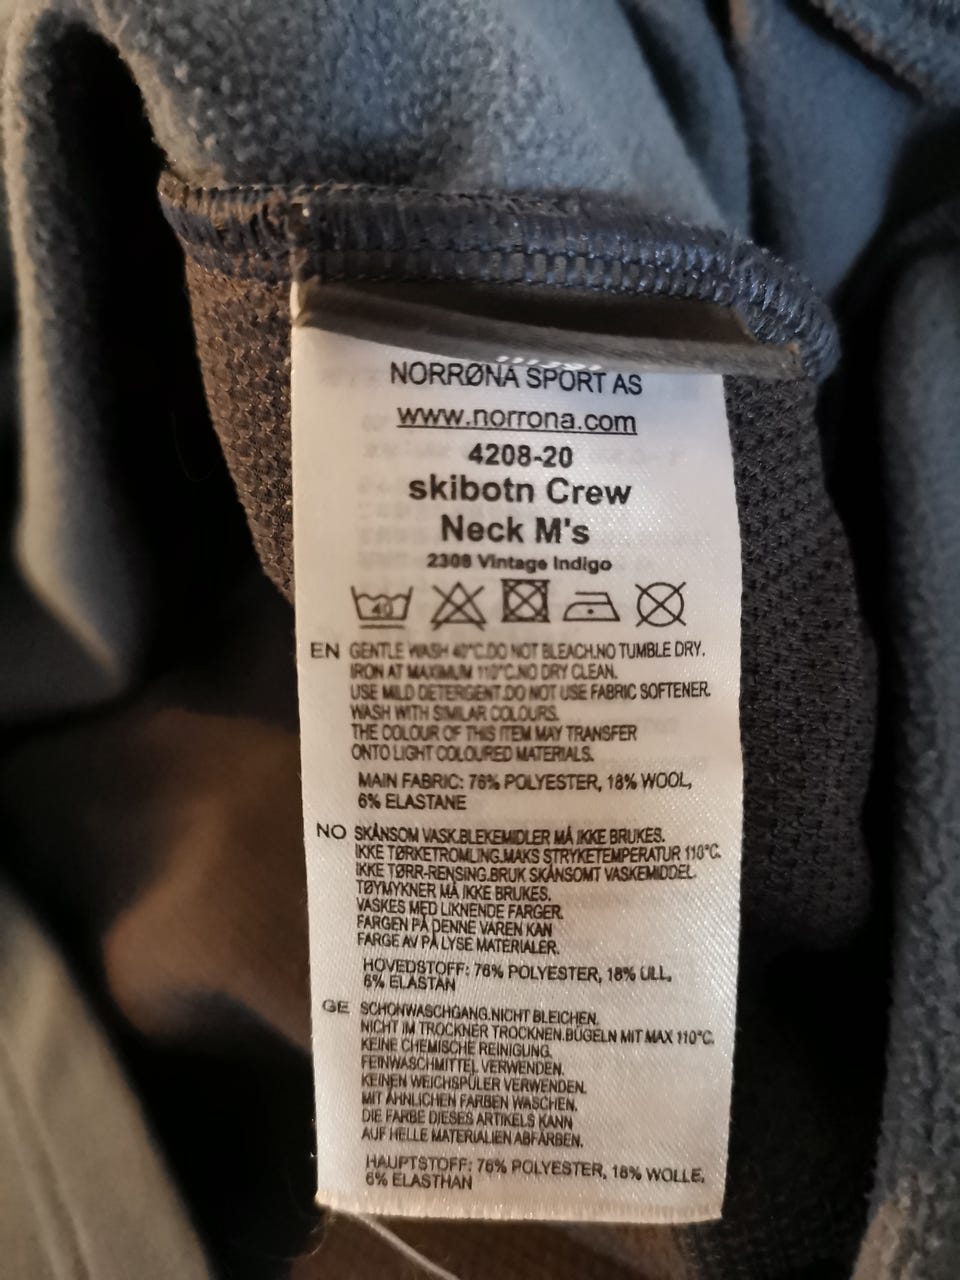 NORRØNA SPORT AS
www.norrona.com
4208-20
skibotn Crew
Neck M's
2308 Vintage Indigo
40
EN GENTLE WASH 40°C.DO NOT BLEACH.NO TUMBLE DRY.
IRON AT MAXIMUM 110°C.NO DRY CLEAN.
USE MILD DETERGENT.DO NOT USE FABRIC SOFTENER.
WASH WITH SIMILAR COLOURS.
THE COLOUR OF THIS ITEM MAY TRANSFER
ONTO LIGHT COLOURED MATERIALS.
MAIN FABRIC: 76% POLYESTER, 18% WOOL,
6% ELASTANE
NO SKÅNSOM VASK.BLEKEMIDLER MÅ IKKE BRUKES.
IKKE TØRKETROMLING.MAKS STRYKETEMPERATUR 110°C.
IKKE TØRR-RENSING.BRUK SKÅNSOMT VASKEMIDDEL.
TØYMYKNER MÅ IKKE BRUKES.
VASKES MED LIKNENDE FARGER.
FARGEN PÅ DENNE VAREN KAN
FARGE AV PÅ LYSE MATERIALER.
HOVEDSTOFF: 76% POLYESTER, 18% ULL,
6% ELASTAN
GE SCHONWASCHGANG.NICHT BLEICHEN.
NICHT IM TROCKNER TROCKNEN.BÜGELN MIT MAX 110°C.
KEINE CHEMISCHE REINIGUNG.
FEINWASCHMITTEL VERWENDEN.
KEINEN WEICHSPÜLER VERWENDEN.
MIT ÄHNLICHEN FARBEN WASCHEN.
DIE FARBE DIESES ARTIKELS KANN
AUF HELLE MATERIALIEN ABFÄRBEN.
HAUPTSTOFF: 76% POLYESTER, 18% WOLLE,
6% ELASTHAN